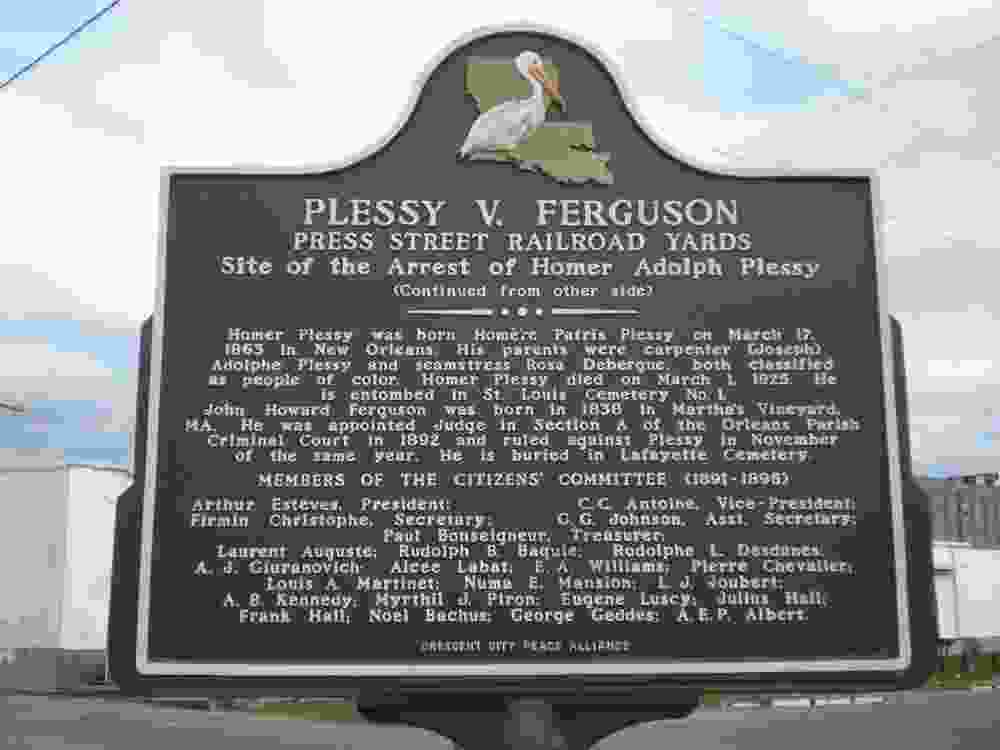 PLESSY V. FERGUSON
PRESS STREET RAILROAD YARDS
Site of the Arrest of Homer Adolph Plessy
(Continued from other side)
Homer Plessy was born Homère Patris Plessy on March 17,
1863 in New Orleans. His parents were carpenter (Joseph)
Adolphe Plessy and seamstress Rosa Debergue, both classified
as people of color. Homer Plessy died on March 1, 1925. He
is entombed in St. Louis Cemetery No. 1.
John Howard Ferguson was born in 1838 in Martha's Vineyard,
MA. He was appointed Judge in Section A of the Orleans Parish
Criminal Court in 1892 and ruled against Plessy in November
of the same year. He is buried in Lafayette Cemetery.
MEMBERS OF THE CITIZENS' COMMITTEE (1891-1896)
Arthur Estèves, President; C.C. Antoine, Vice-President;
Firmin Christophe, Secretary; G.G. Johnson, Asst. Secretary;
Paul Bonseigneur, Treasurer;
Laurent Auguste; Rudolph B. Baquie; Rodolphe L. Desdunes;
A. J. Giuranovich; Alcee Labat; E. A. Williams; Pierre Chevalier;
Louis A. Martinet; Numa E. Mansion; L. J. Joubert;
A. B. Kennedy; Myrthil J. Piron; Eugene Luscy; Julius Hall;
Frank Hall; Noel Bachus; George Geddes; A.E.P. Albert.
CRESCENT CITY PEACE ALLIANCE